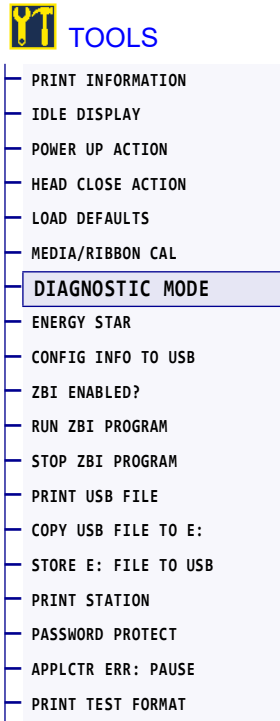 TOOLS
PRINT INFORMATION
IDLE DISPLAY
POWER UP ACTION
HEAD CLOSE ACTION
LOAD DEFAULTS
MEDIA/RIBBON CAL
DIAGNOSTIC MODE
ENERGY STAR
CONFIG INFO TO USB
ZBI ENABLED?
RUN ZBI PROGRAM
STOP ZBI PROGRAM
PRINT USB FILE
COPY USB FILE TO E:
STORE E: FILE TO USB
PRINT STATION
PASSWORD PROTECT
APPLCTR ERR: PAUSE
PRINT TEST FORMAT